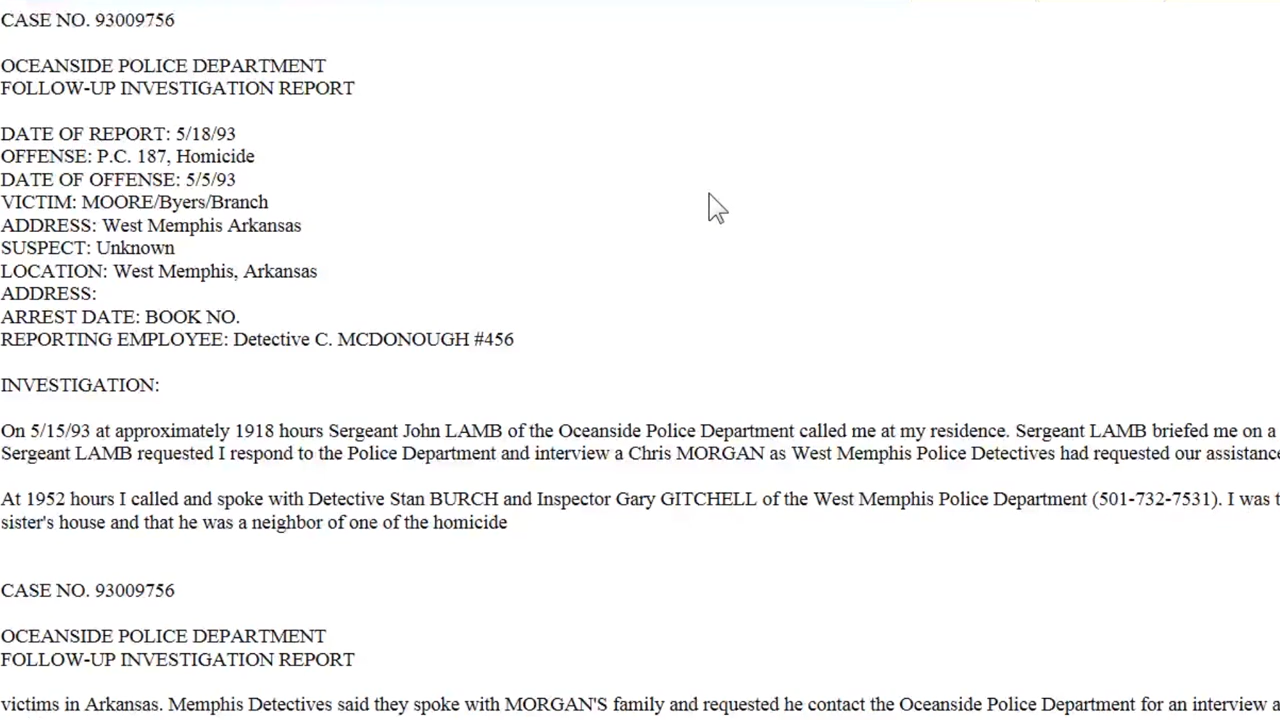 CASE NO. 93009756
OCEANSIDE POLICE DEPARTMENT
FOLLOW-UP INVESTIGATION REPORT
DATE OF REPORT: 5/18/93
OFFENSE: P.C. 187, Homicide
DATE OF OFFENSE: 5/5/93
VICTIM: MOORE/Byers/Branch
ADDRESS: West Memphis Arkansas
SUSPECT: Unknown
LOCATION: West Memphis, Arkansas
ADDRESS:
ARREST DATE: BOOK NO.
REPORTING EMPLOYEE: Detective C. MCDONOUGH #456
INVESTIGATION:
On 5/15/93 at approximately 1918 hours Sergeant John LAMB of the Oceanside Police Department called me at my residence. Sergeant LAMB briefed me on a
Sergeant LAMB requested I respond to the Police Department and interview a Chris MORGAN as West Memphis Police Detectives had requested our assistance
At 1952 hours I called and spoke with Detective Stan BURCH and Inspector Gary GITCHELL of the West Memphis Police Department (501-732-7531). I was t
sister's house and that he was a neighbor of one of the homicide
CASE NO. 93009756
OCEANSIDE POLICE DEPARTMENT
FOLLOW-UP INVESTIGATION REPORT
victims in Arkansas. Memphis Detectives said they spoke with MORGAN'S family and requested he contact the Oceanside Police Department for an interview a